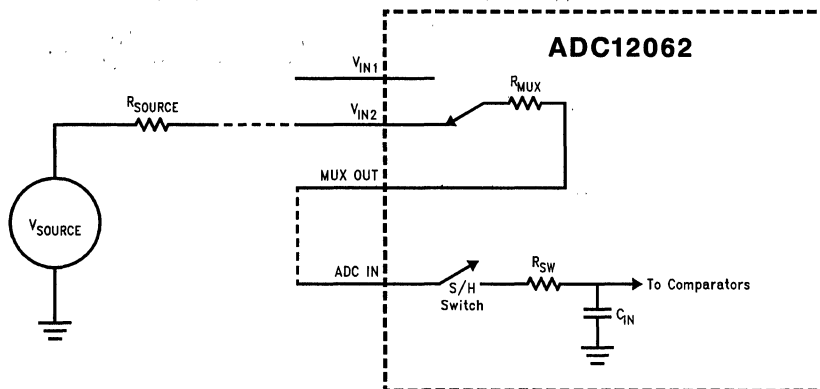 ADC12062
V_IN1
R_MUX
R_SOURCE
V_IN2
MUX OUT
V_SOURCE
ADC IN
S/H
Switch
R_SW
To Comparators
C_IN